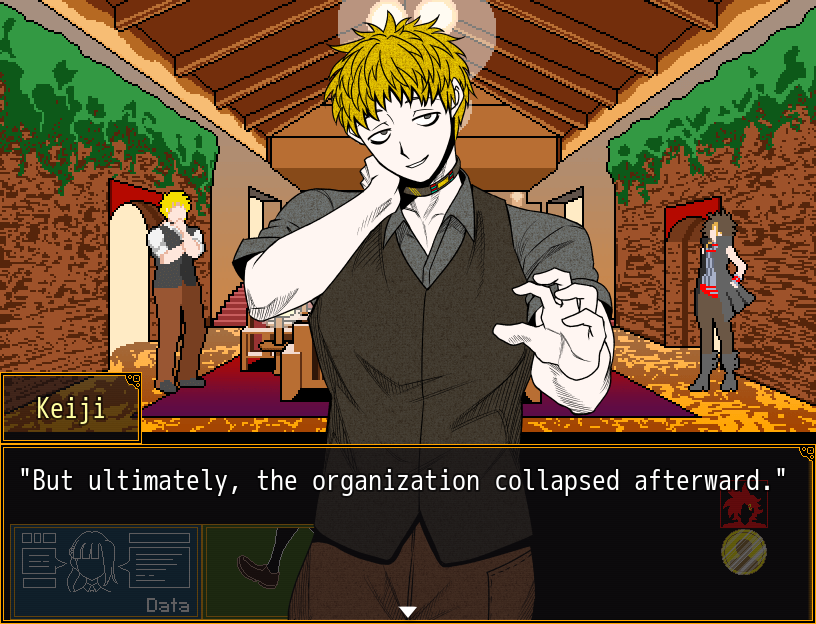 Keiji
"But ultimately, the organization collapsed afterward."
Data